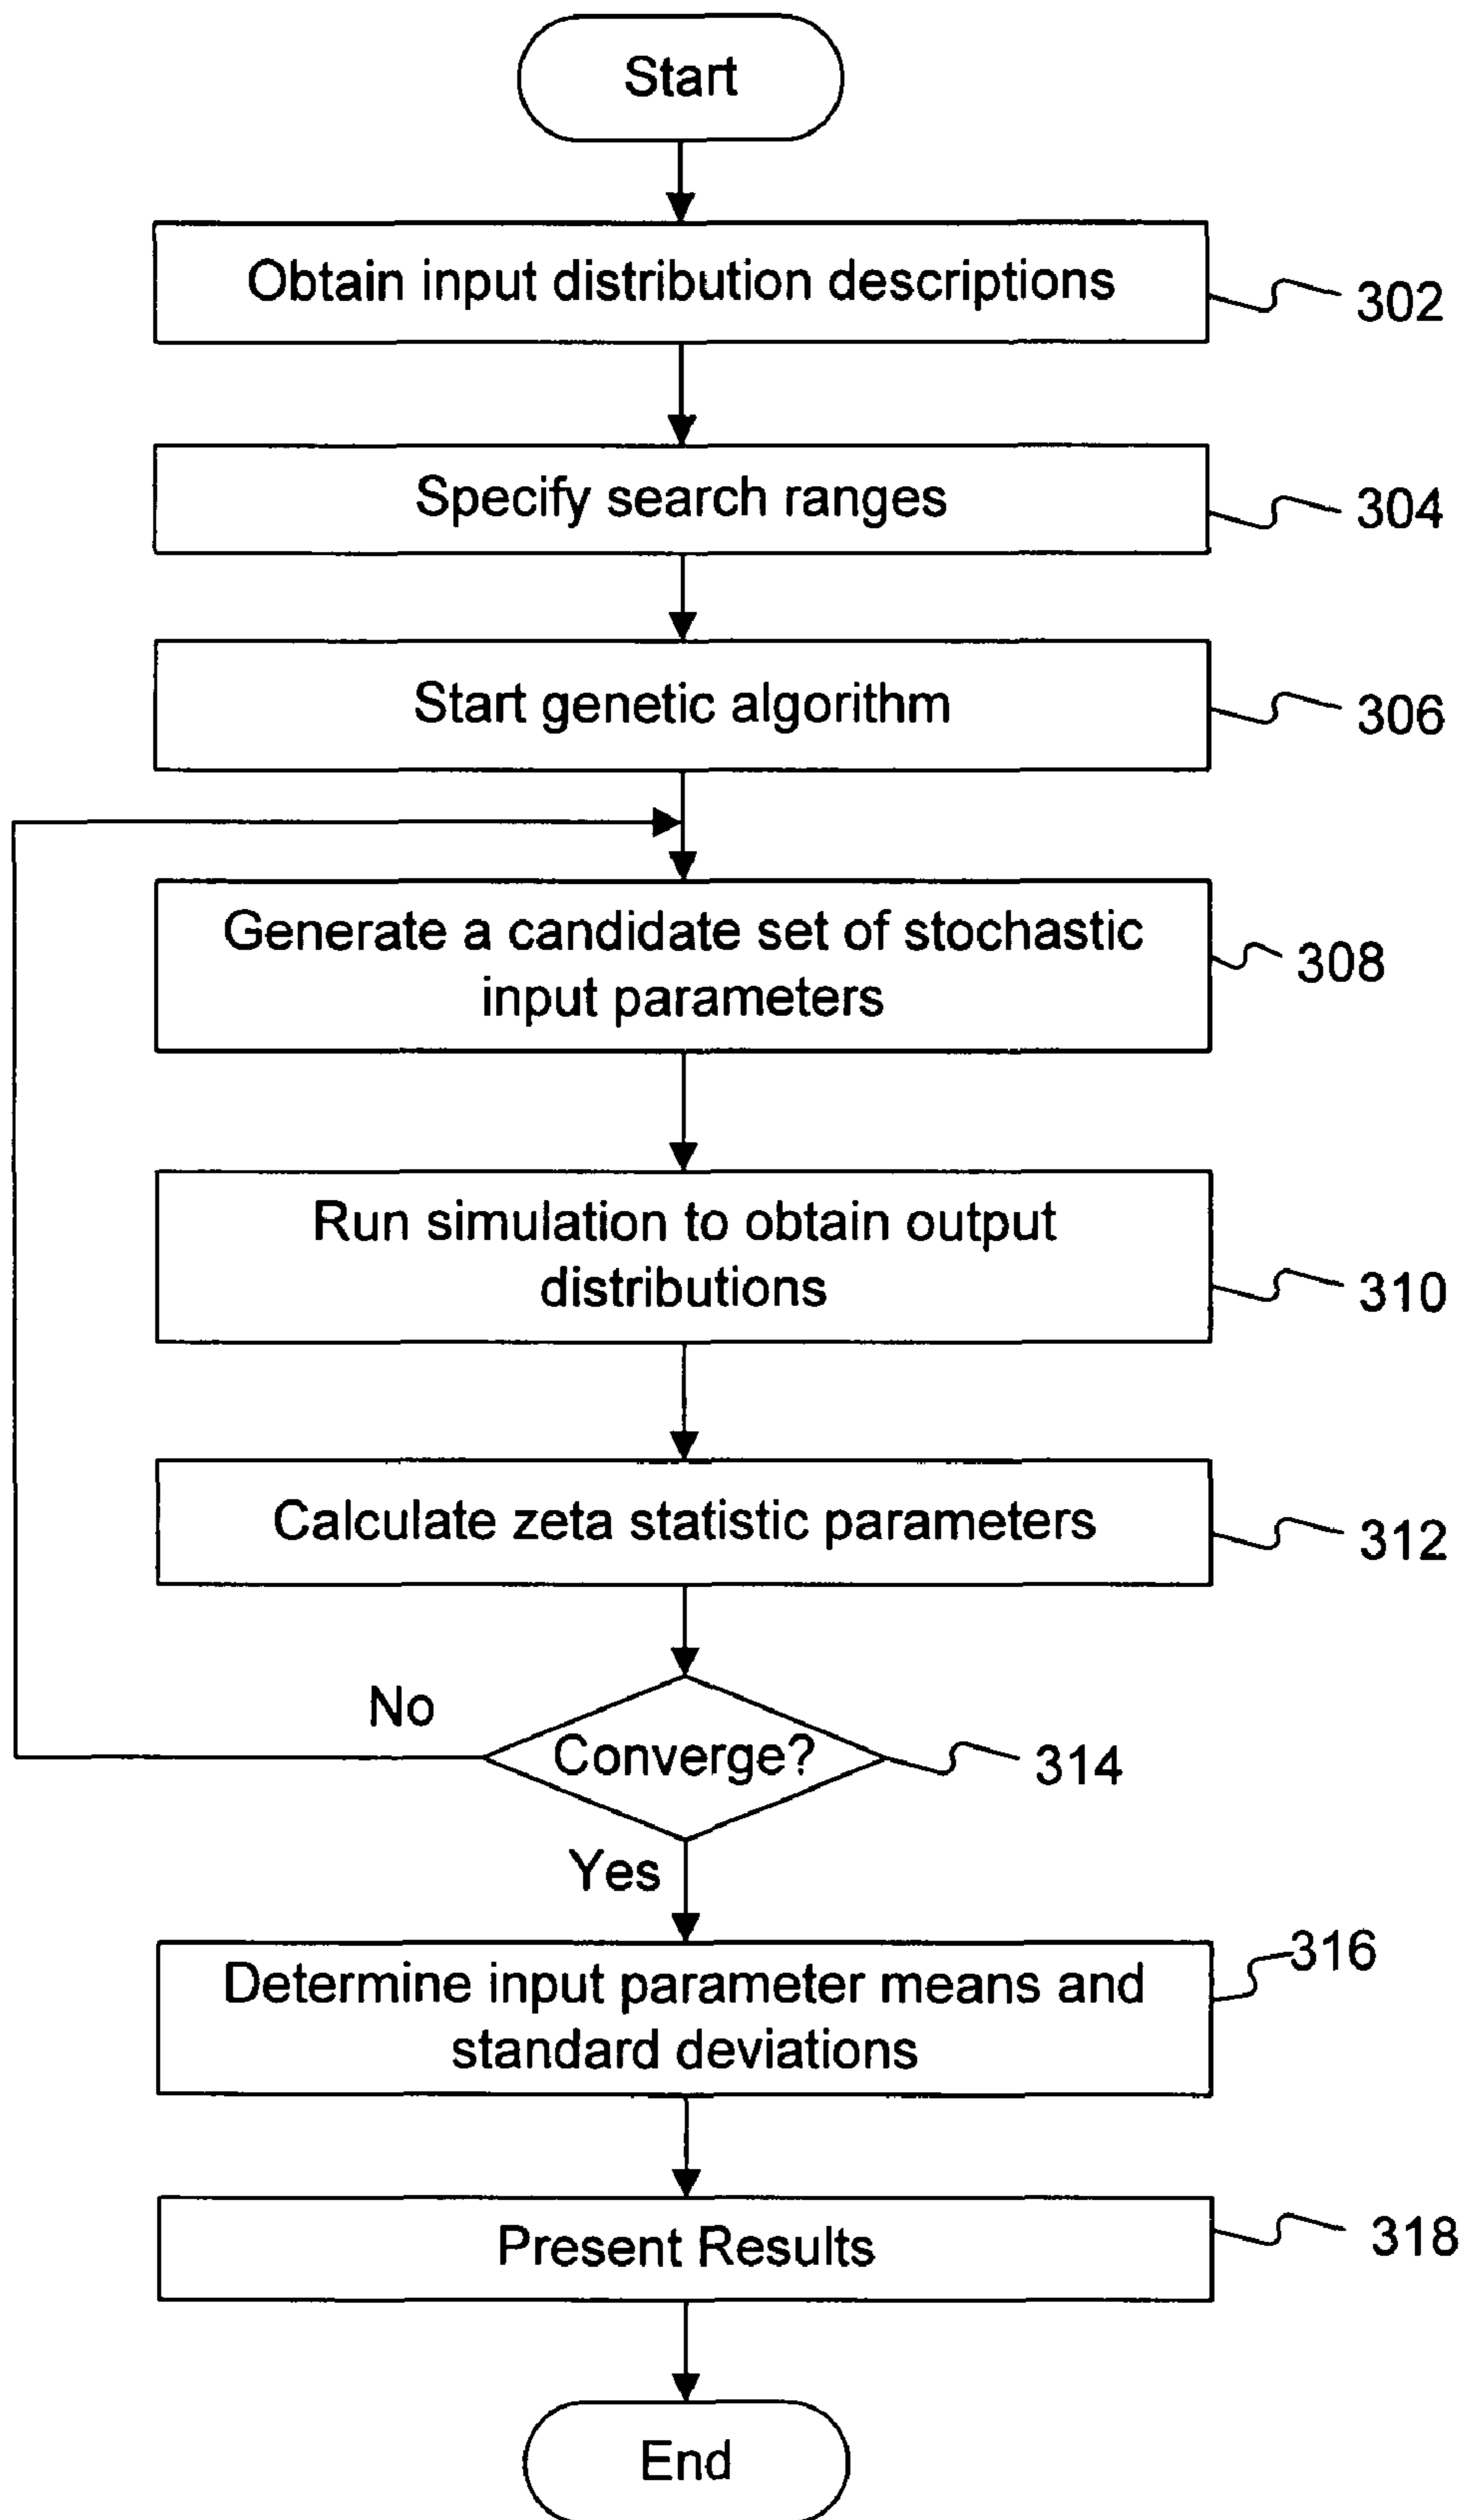 Start
Obtain input distribution descriptions
302
Specify search ranges
304
Start genetic algorithm
306
Generate a candidate set of stochastic
input parameters
308
Run simulation to obtain output
distributions
310
Calculate zeta statistic parameters
312
No
Converge?
314
Yes
Determine input parameter means and
standard deviations
316
Present Results
318
End